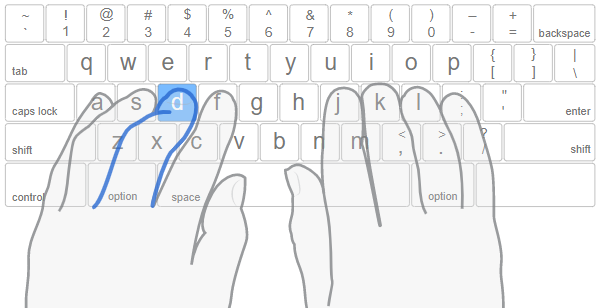 ~ ! @ # $ % ^ & * ( ) – +
` 1 2 3 4 5 6 7 8 9 0 - = backspace
tab q w e r t y u i o p { [ } ] | \
caps lock a s d f g h j k l : ; " ' enter
shift z x c v b n m < , > . ? / shift
control option space option